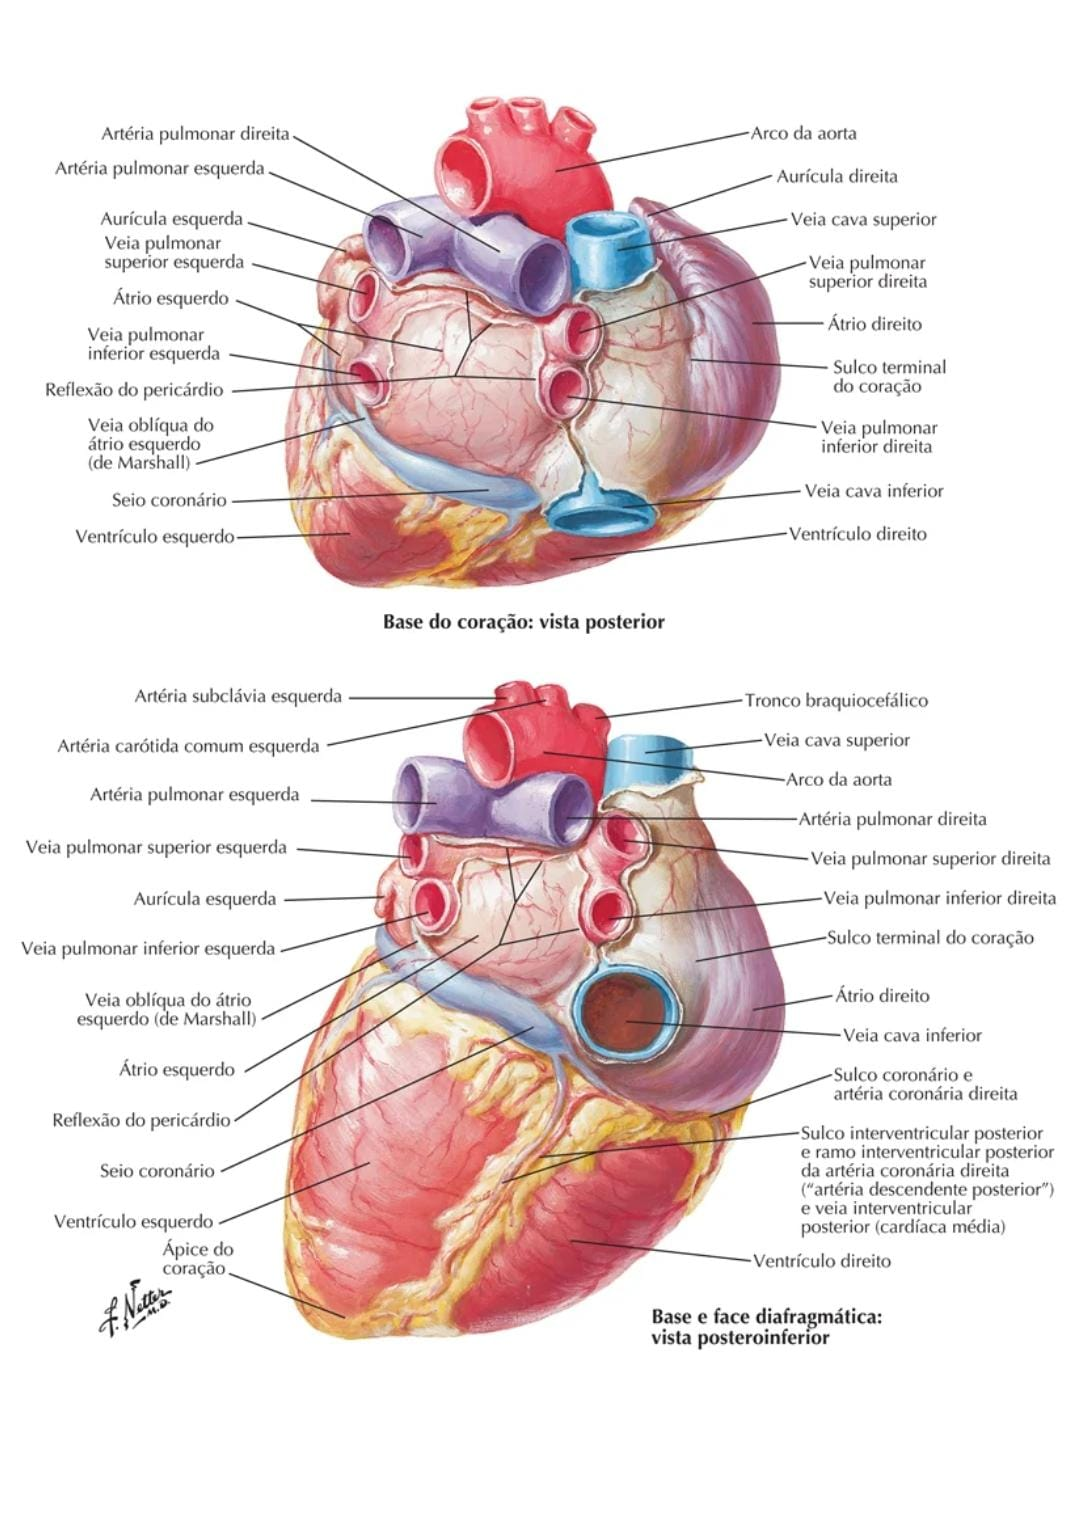 Artéria pulmonar direita
Artéria pulmonar esquerda
Aurícula esquerda
Veia pulmonar
superior esquerda
Átrio esquerdo
Veia pulmonar
inferior esquerda
Reflexão do pericárdio
Veia oblíqua do
átrio esquerdo
(de Marshall)
Seio coronário
Ventrículo esquerdo
Arco da aorta
Aurícula direita
Veia cava superior
Veia pulmonar
superior direita
Átrio direito
Sulco terminal
do coração
Veia pulmonar
inferior direita
Veia cava inferior
Ventrículo direito
Base do coração: vista posterior
Artéria subclávia esquerda
Artéria carótida comum esquerda
Artéria pulmonar esquerda
Veia pulmonar superior esquerda
Aurícula esquerda
Veia pulmonar inferior esquerda
Veia oblíqua do átrio
esquerdo (de Marshall)
Átrio esquerdo
Reflexão do pericárdio
Seio coronário
Ventrículo esquerdo
Ápice do
coração
Tronco braquiocefálico
Veia cava superior
Arco da aorta
Artéria pulmonar direita
Veia pulmonar superior direita
Veia pulmonar inferior direita
Sulco terminal do coração
Átrio direito
Veia cava inferior
Sulco coronário e
artéria coronária direita
Sulco interventricular posterior
e ramo interventricular posterior
da artéria coronária direita
(“artéria descendente posterior”)
e veia interventricular
posterior (cardíaca média)
Ventrículo direito
Base e face diafragmática:
vista posteroinferior
F. Netter
M.D.